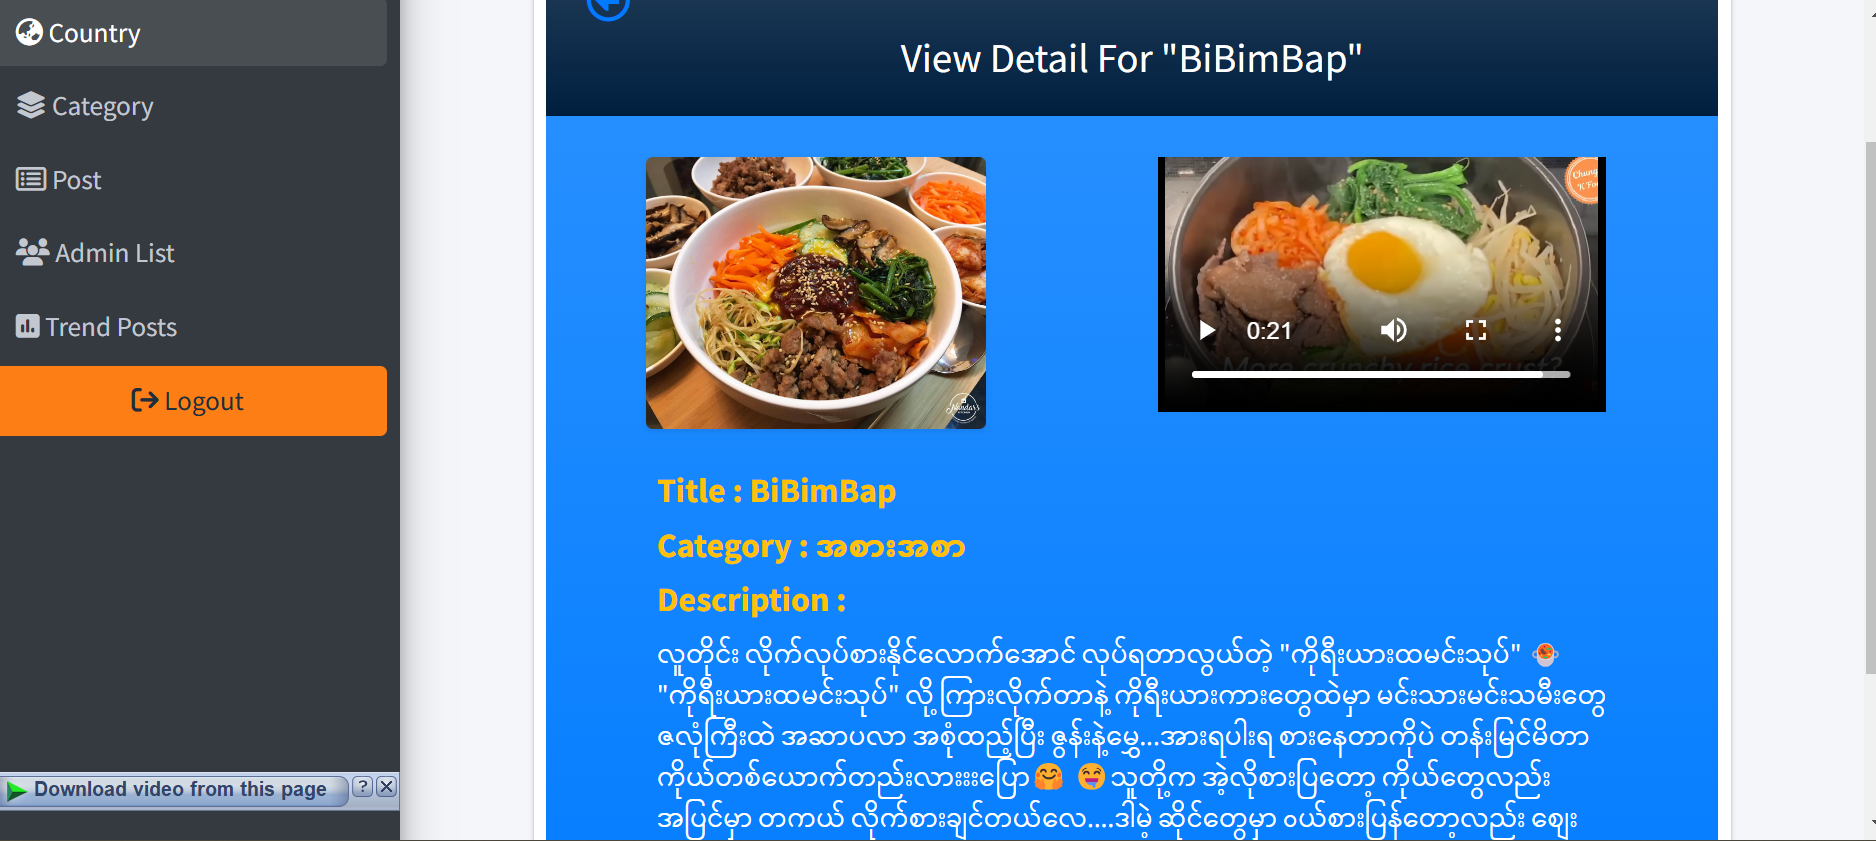 Country
Category
Post
Admin List
Trend Posts
Logout
Download video from this page
?
View Detail For "BiBimBap"
0:21
More crunchy rice crust?
Title : BiBimBap
Category : အစားအစာ
Description :
လူတိုင်း လိုက်လုပ်စားနိုင်လောက်အောင် လုပ်ရတာလွယ်တဲ့ "ကိုရီးယားထမင်းသုပ်"
"ကိုရီးယားထမင်းသုပ်" လို့ ကြားလိုက်တာနဲ့ ကိုရီးယားကားတွေထဲမှာ မင်းသားမင်းသမီးတွေ
ဇလုံကြီးထဲ အဆာပလာ အစုံထည့်ပြီး ဇွန်းနဲ့မွှေ...အားရပါးရ စားနေတာကိုပဲ တန်းမြင်မိတာ
ကိုယ်တစ်ယောက်တည်းလားးးပြော 🤗 😝 သူတို့က အဲ့လိုစားပြတော့ ကိုယ်တွေလည်း
အပြင်မှာ တကယ် လိုက်စားချင်တယ်လေ....ဒါမဲ့ ဆိုင်တွေမှာ ဝယ်စားပြန်တော့လည်း စျေး